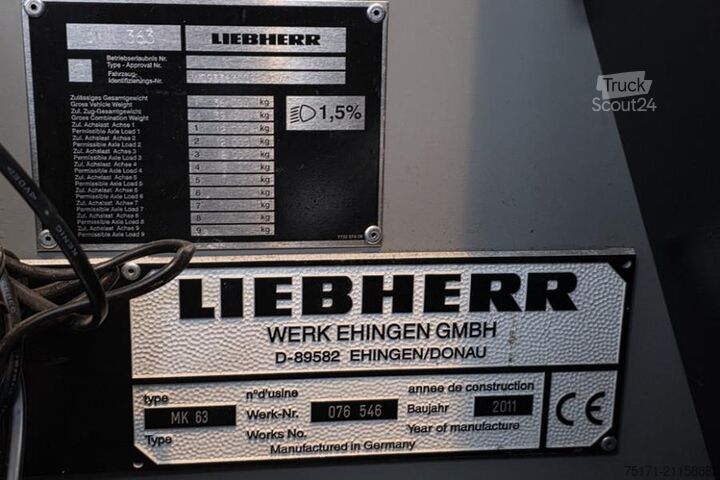 LIEBHERR
Betriebserlaubnis Nr.
Type - Approval Nr.
Fahrzeug-
Identifizierungs-Nr.
Zulässiges Gesamtgewicht
Gross Vehicle Weight
Zul. Zug-Gesamtgewicht
Gross Combination Weight
Zul. Achslast Achse 1
Permissible Axle Load 1
Zul. Achslast Achse 2
Permissible Axle Load 2
Zul. Achslast Achse 3
Permissible Axle Load 3
Zul. Achslast Achse 4
Permissible Axle Load 4
Zul. Achslast Achse 5
Permissible Axle Load 5
Zul. Achslast Achse 6
Permissible Axle Load 6
Zul. Achslast Achse 7
Permissible Axle Load 7
Zul. Achslast Achse 8
Permissible Axle Load 8
Zul. Achslast Achse 9
Permissible Axle Load 9
kg
kg
1 kg
2 kg
3 kg
4 kg
5 kg
6 kg
7 kg
8 kg
9 kg
1,5%
Truck
Scout24
LIEBHERR
WERK EHINGEN GMBH
D-89582 EHINGEN/DONAU
type n°d'usine annee de construction
MK 63 Werk-Nr. 076 546 Baujahr 2011
Type Works No. Year of manufacture
Manufactured in Germany
CE